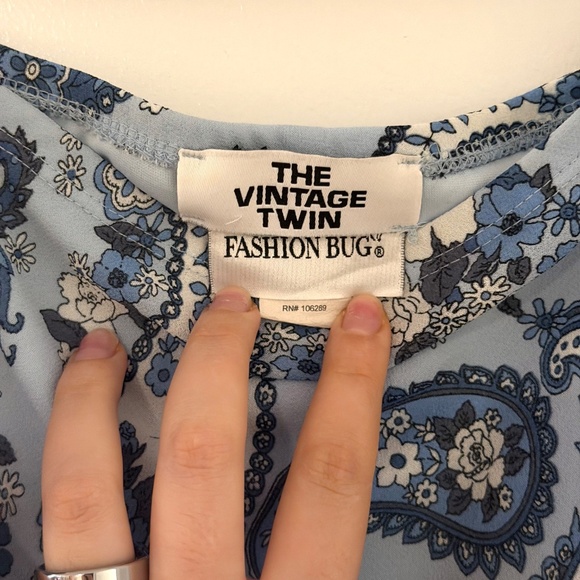 THE
VINTAGE
TWIN
FASHION BUG®
RN# 106289